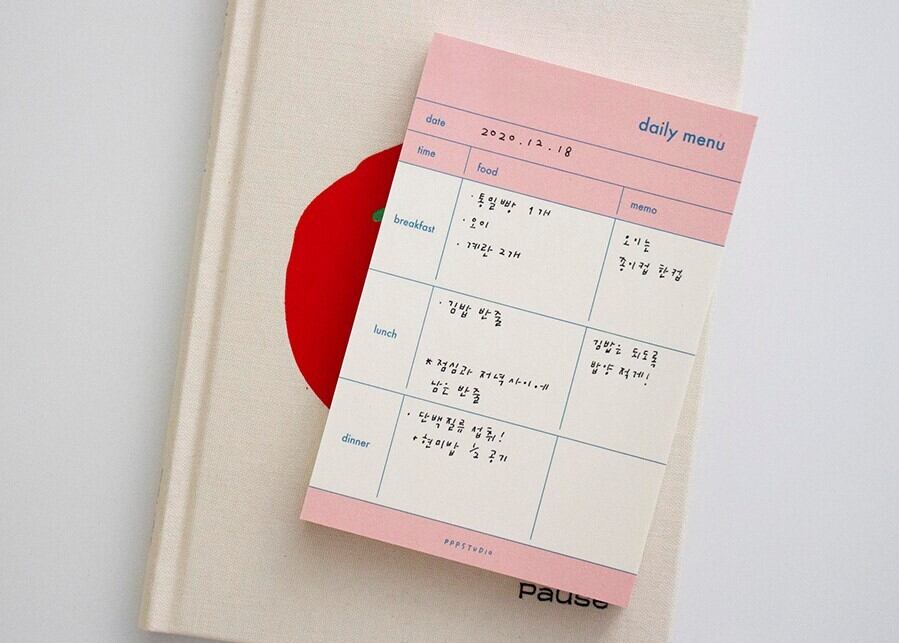 daily menu
date 2020.12.18
time food memo
breakfast
· 통밀빵 1개
· 오이
· 계란 2개
오이는
종이컵 한컵
lunch
· 김밥 반줄
* 점심과 저녁사이에
남은 반줄
김밥은 되도록
밥양 적게!
dinner
· 단백질류 섭취!
· 현미밥 1/2 공기
PPPSTUDIO
Pause